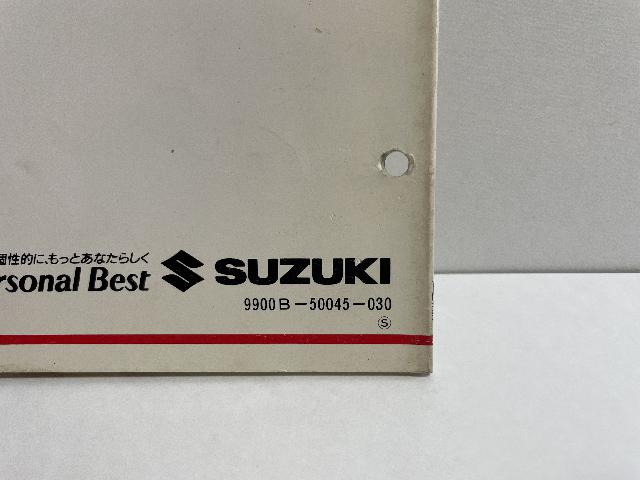 個性的に、もっとあなたらしく
rsonal Best SUZUKI
9900B-50045-030
Ⓢ